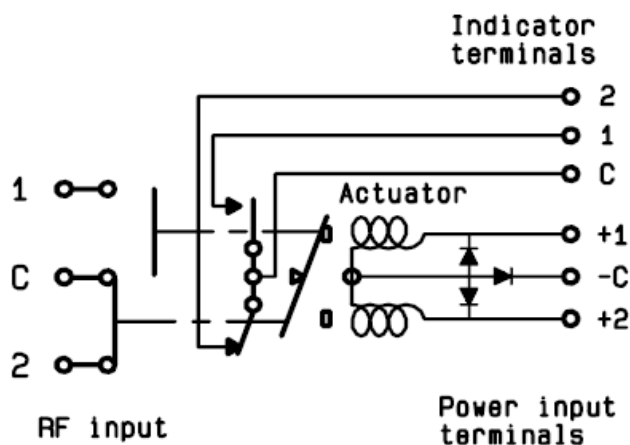 Indicator
terminals
2
1
C
Actuator
1
C
2
+1
-C
+2
RF input
Power input
terminals